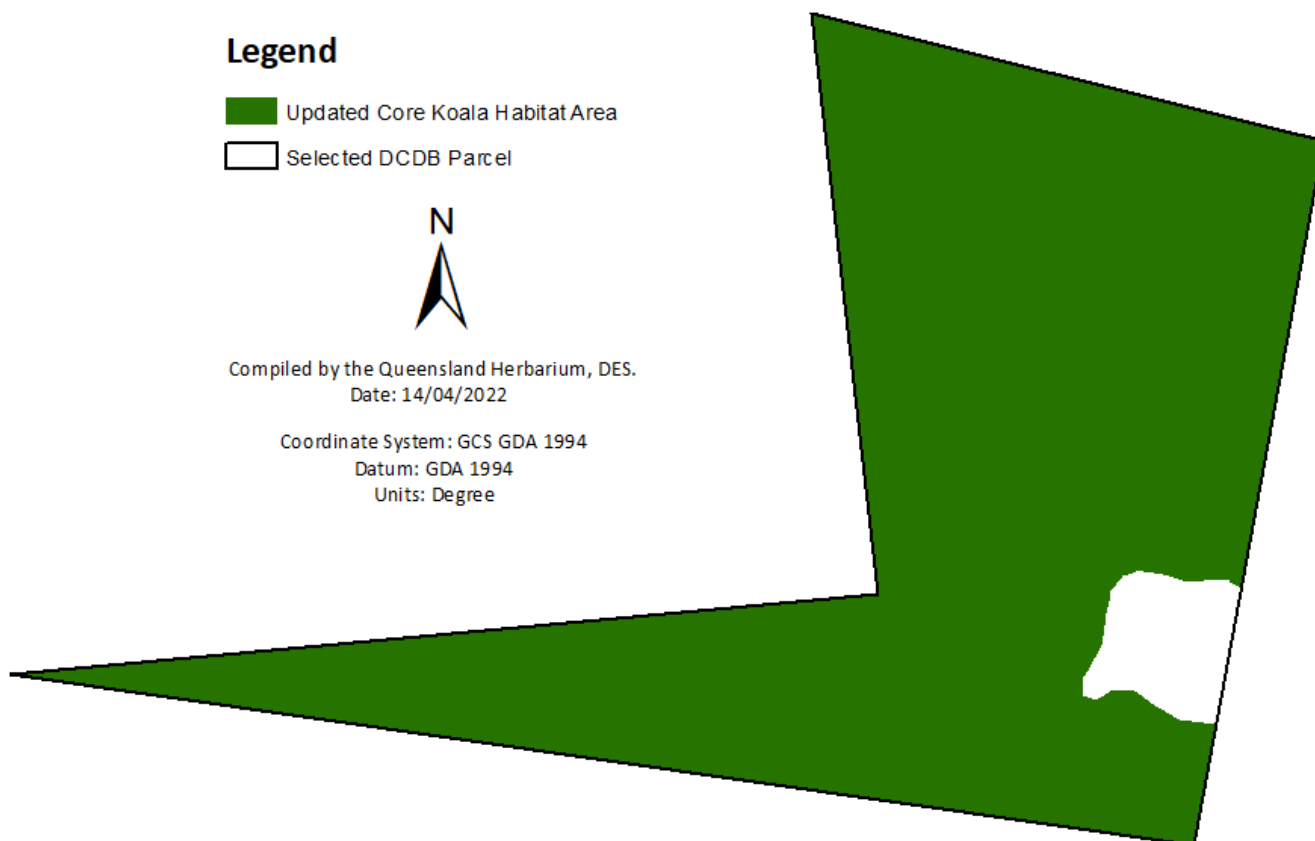 Legend
Updated Core Koala Habitat Area
Selected DCDB Parcel
N
Compiled by the Queensland Herbarium, DES.
Date: 14/04/2022
Coordinate System: GCS GDA 1994
Datum: GDA 1994
Units: Degree